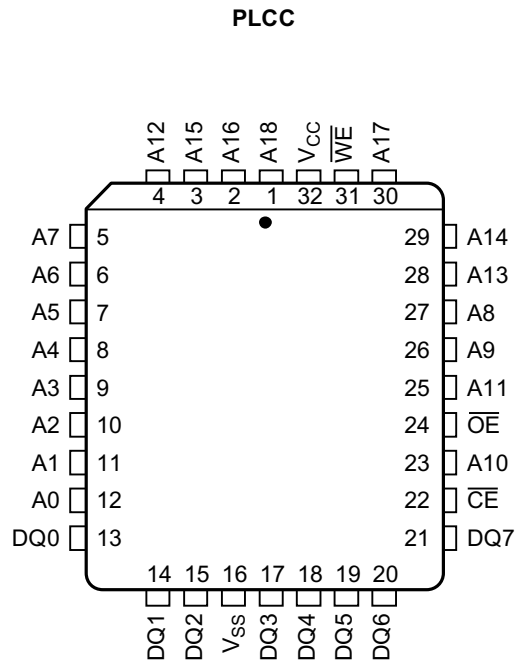 PLCC
A12 A15 A16 A18 VCC WE A17
4 3 2 1 32 31 30
A7 5 29 A14
A6 6 28 A13
A5 7 27 A8
A4 8 26 A9
A3 9 25 A11
A2 10 24 OE
A1 11 23 A10
A0 12 22 CE
DQ0 13 21 DQ7
14 15 16 17 18 19 20
DQ1 DQ2 VSS DQ3 DQ4 DQ5 DQ6